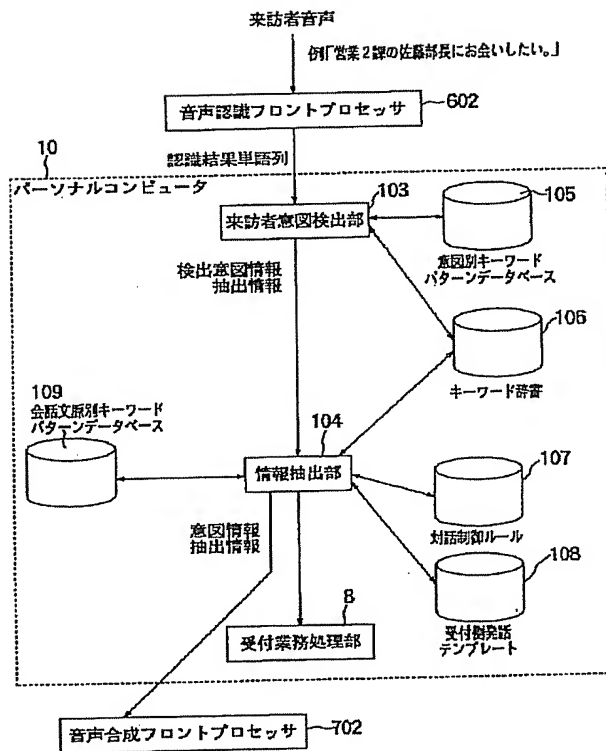 来訪者音声
例「営業2課の佐藤部長にお会いしたい。」
音声認識フロントプロセッサ
602
10
認識結果単語列
パーソナルコンピュータ
103
来訪者意図検出部
105
意図別キーワード
パターンデータベース
検出意図情報
抽出情報
106
キーワード辞書
109
会話文脈別キーワード
パターンデータベース
104
情報抽出部
107
対話制御ルール
意図情報
抽出情報
108
受付側発話
テンプレート
8
受付業務処理部
音声合成フロントプロセッサ
702